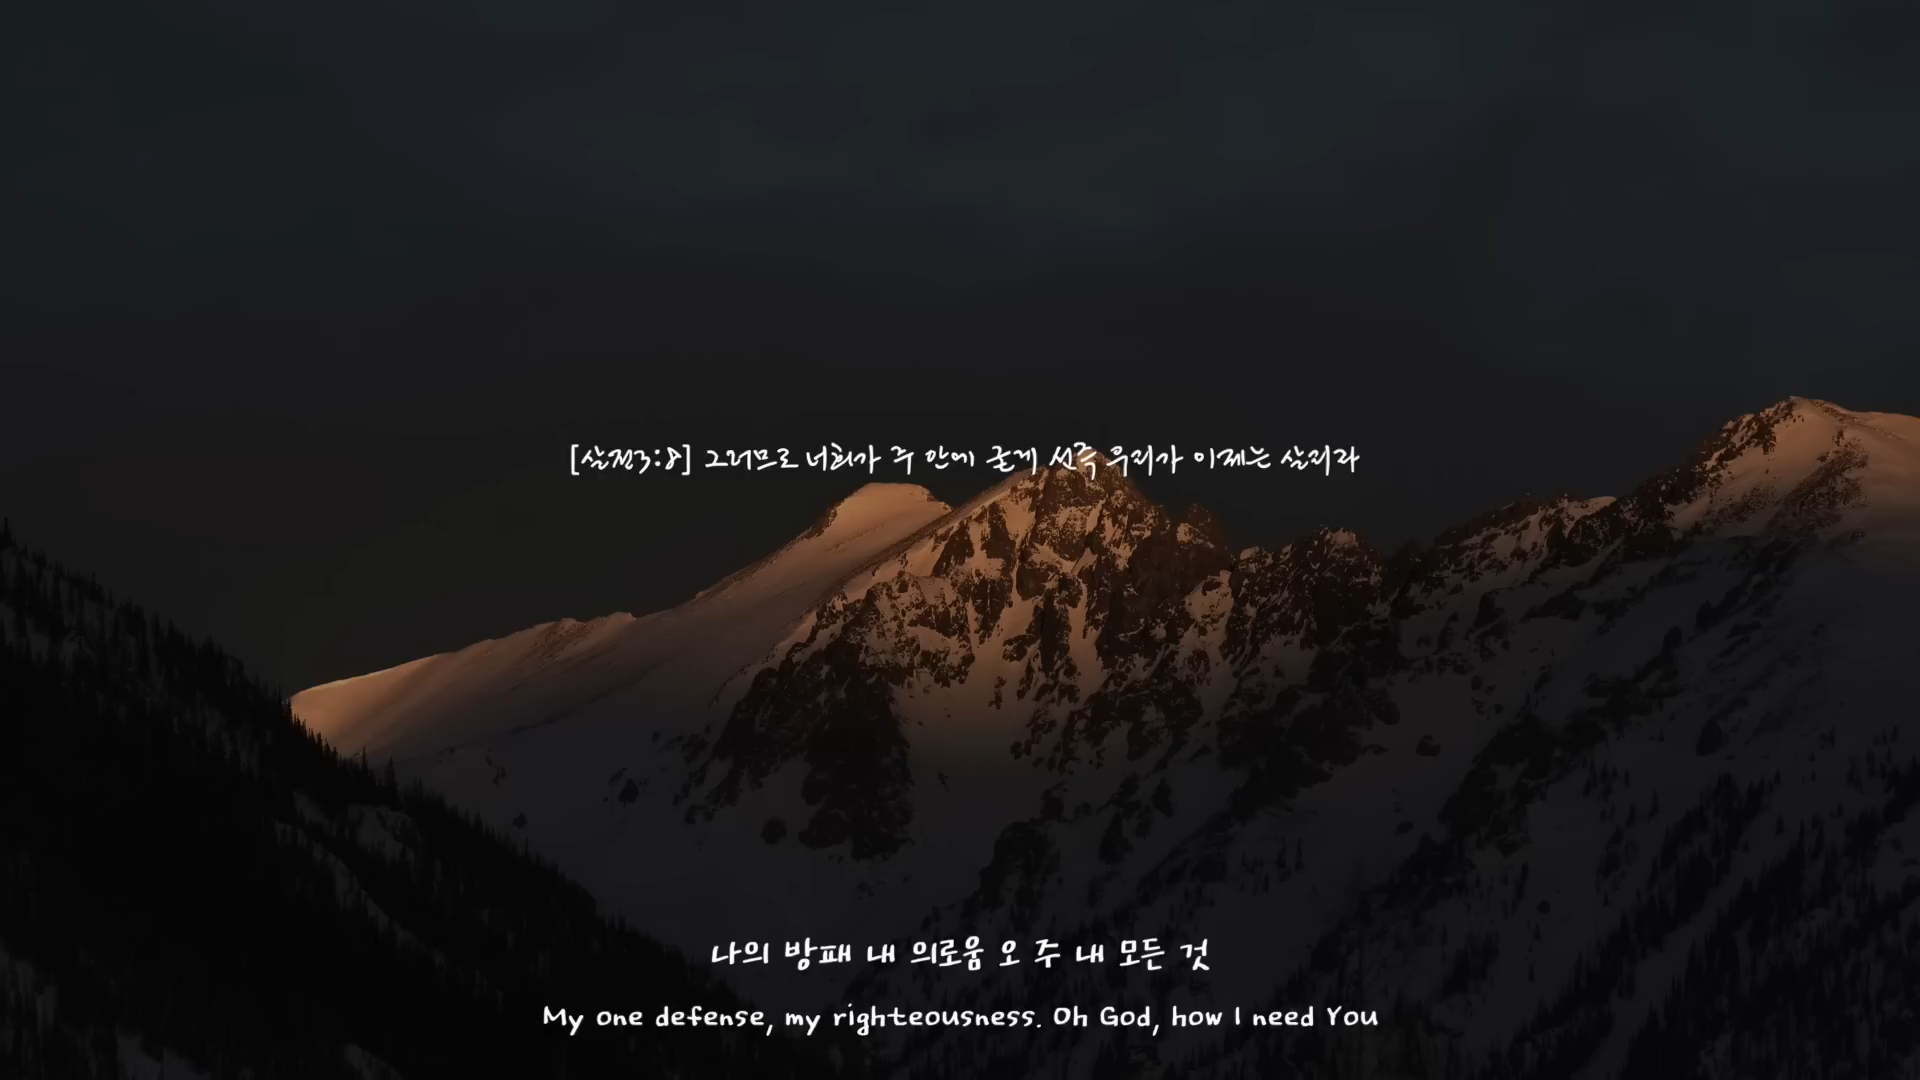 [살전3:8] 그러므로 너희가 주 안에 굳게 선즉 우리가 이제는 살리라
나의 방패 내 의로움 오 주 내 모든 것
My one defense, my righteousness. Oh God, how I need You